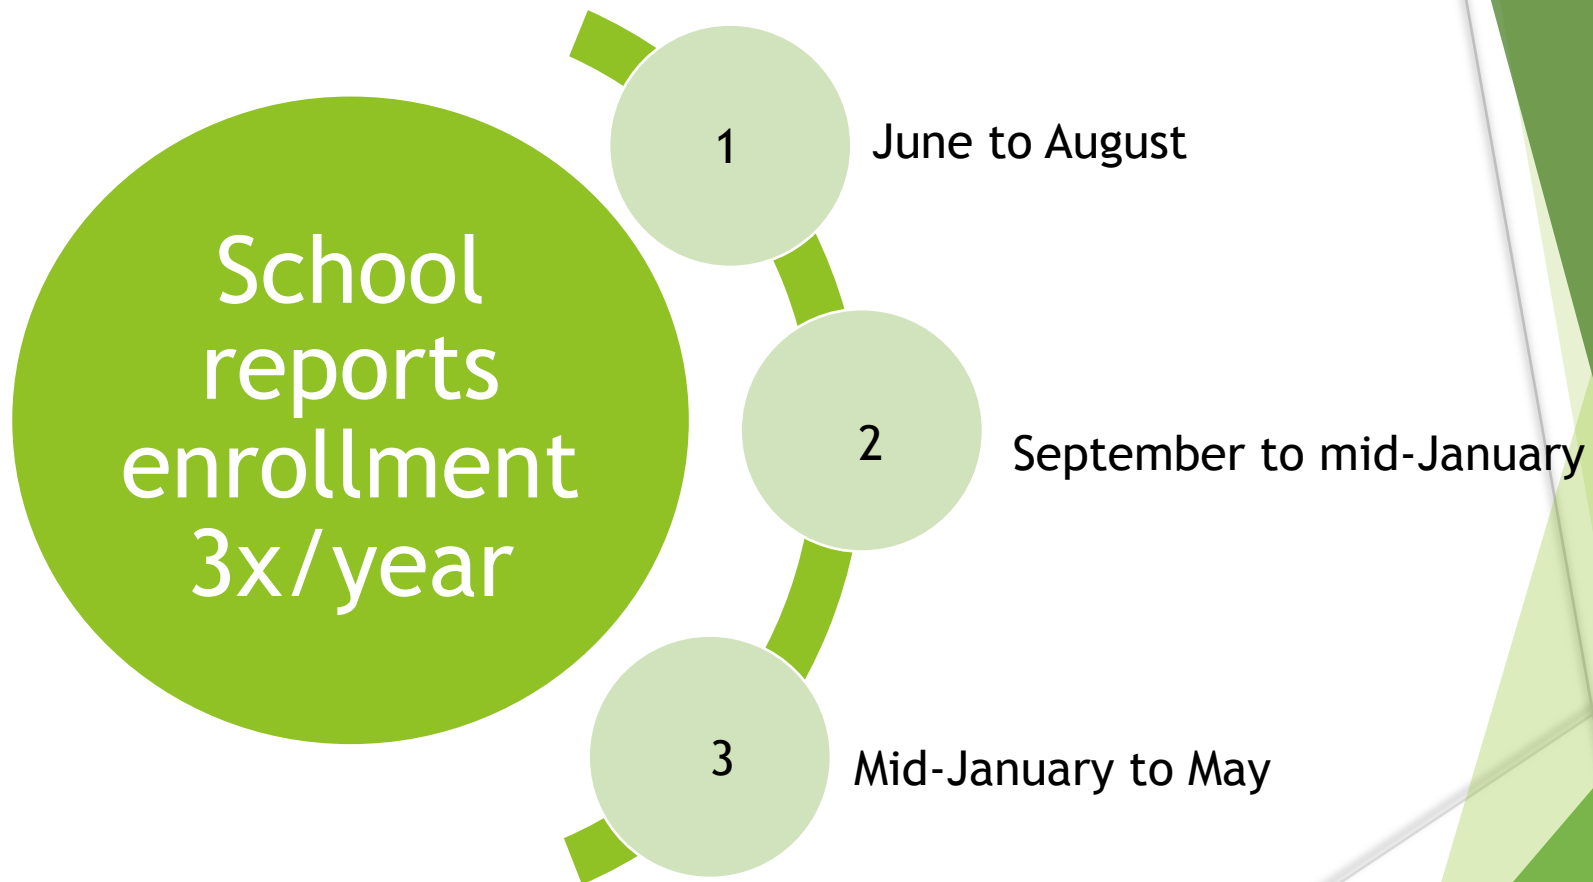 School
reports
enrollment
3x/year
1
June to August
2
September to mid-January
3
Mid-January to May